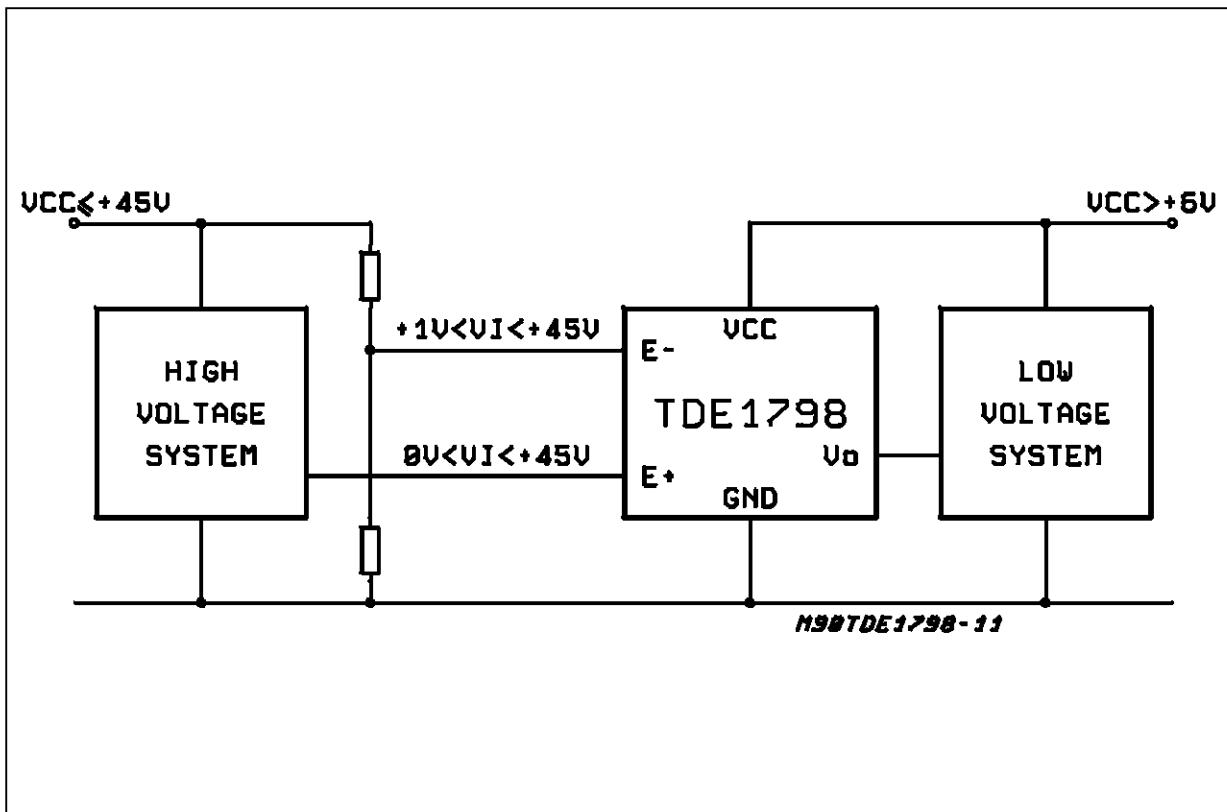 VCC⩽+45V
VCC>+6V
+1V<VI<+45V
VCC
E-
HIGH
VOLTAGE
SYSTEM
TDE1798
LOW
VOLTAGE
SYSTEM
0V<VI<+45V
Vo
E+
GND
M90TDE1798-11